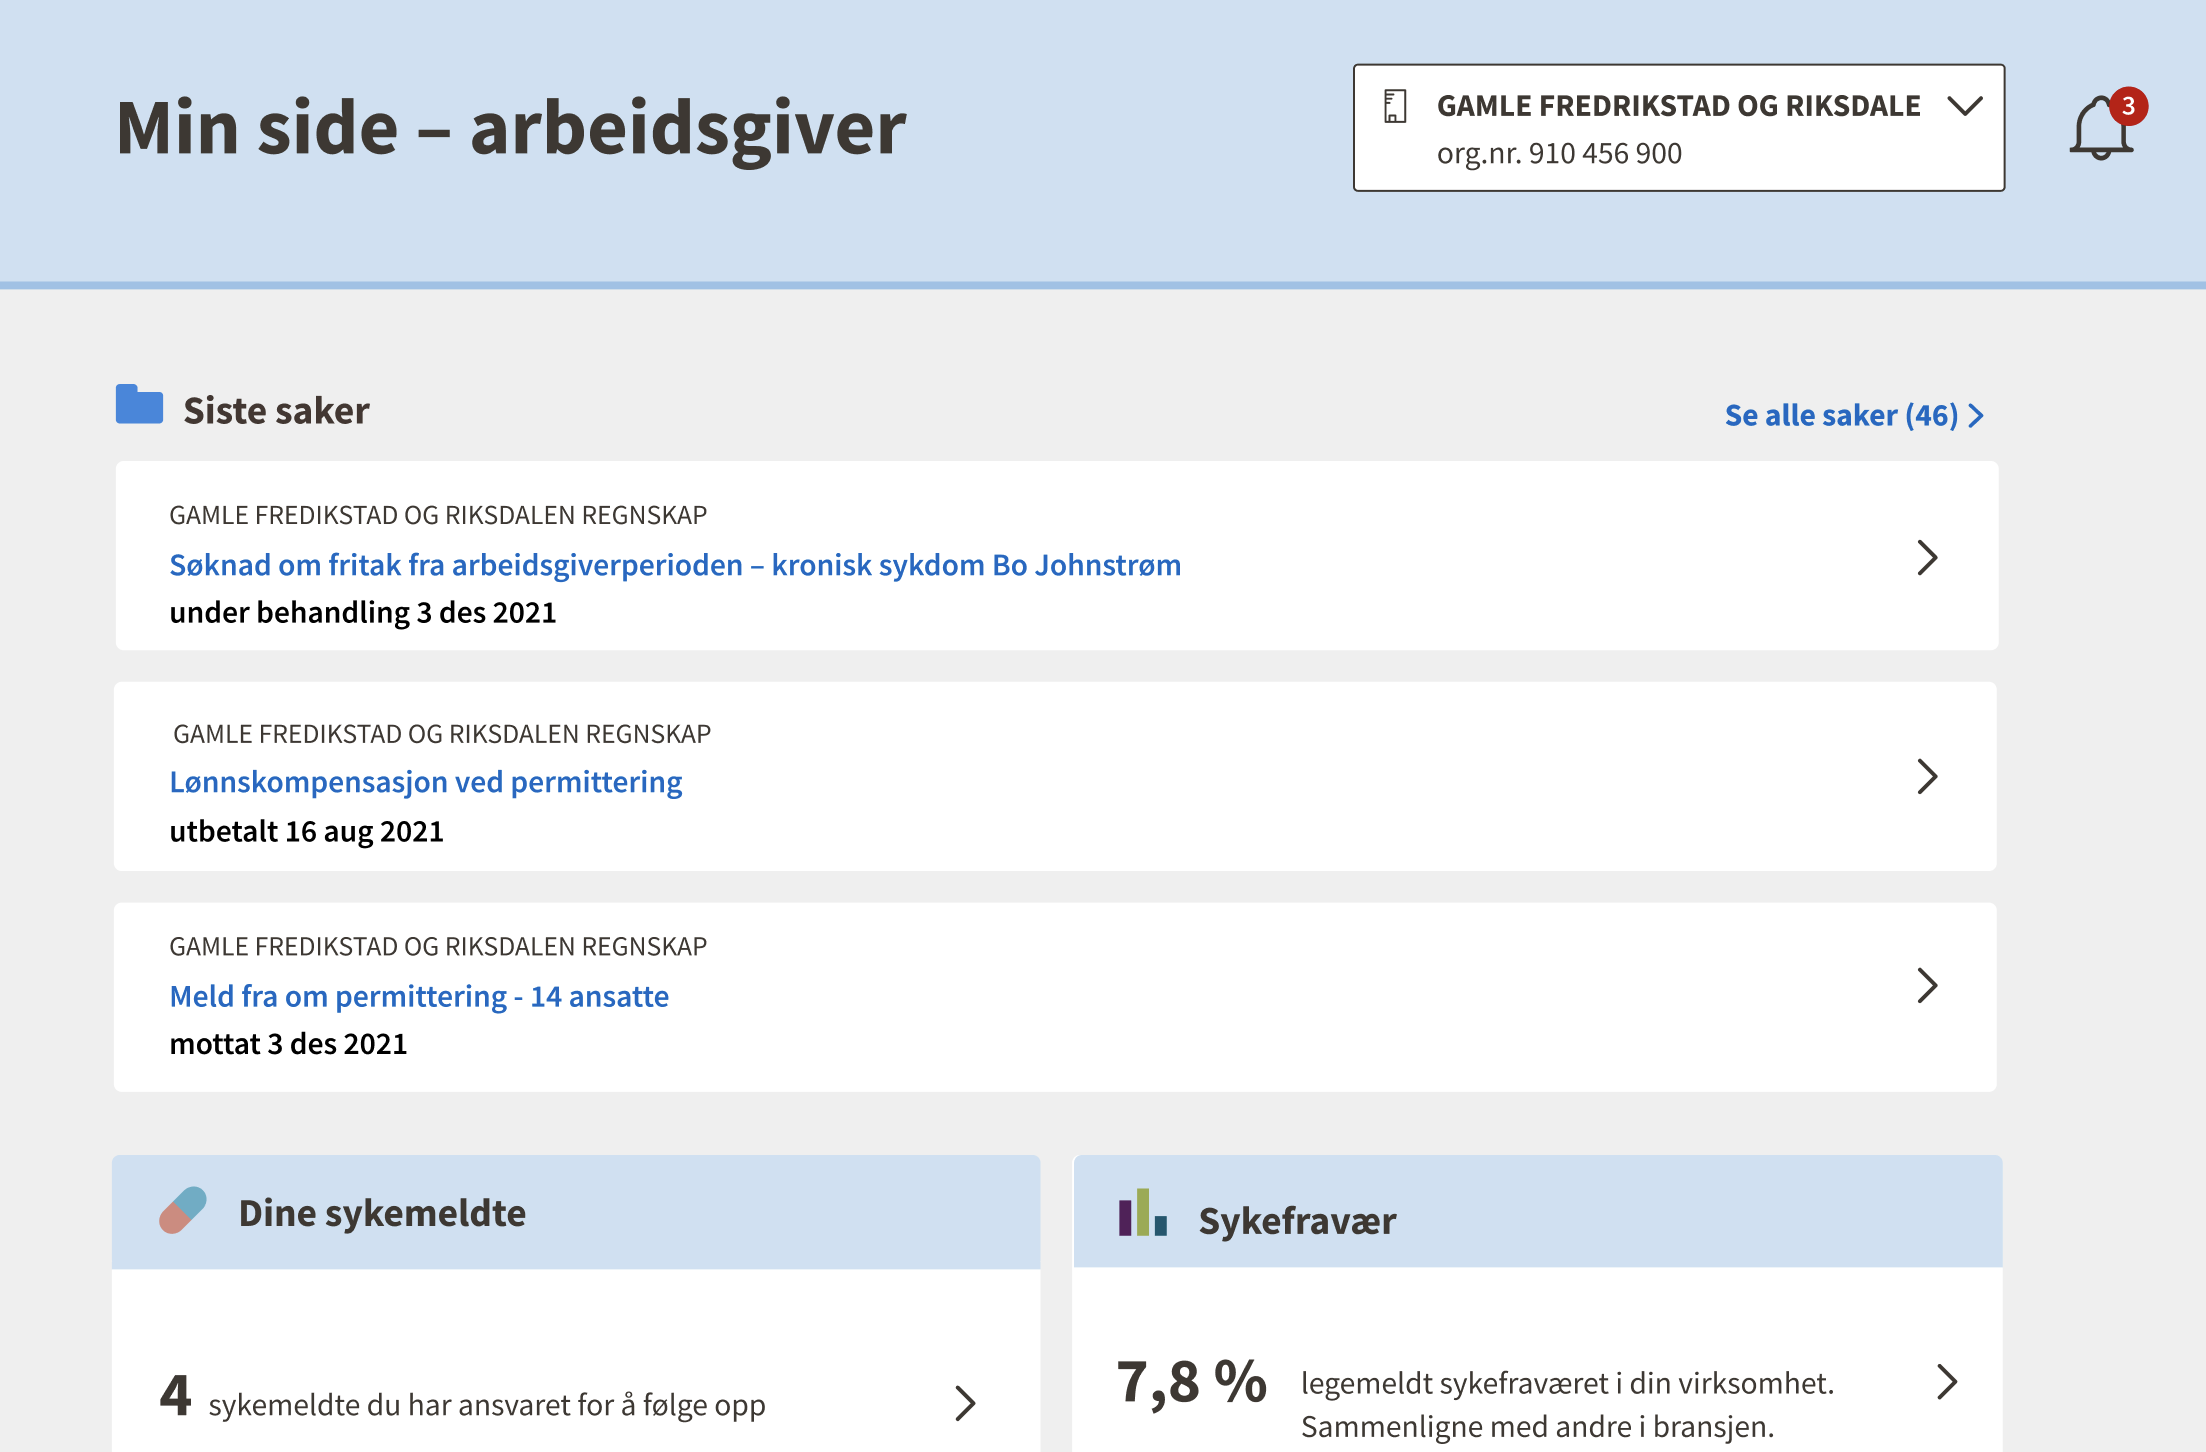 Min side – arbeidsgiver
GAMLE FREDRIKSTAD OG RIKSDALE
org.nr. 910 456 900
3
Siste saker
Se alle saker (46)
GAMLE FREDIKSTAD OG RIKSDALEN REGNSKAP
Søknad om fritak fra arbeidsgiverperioden – kronisk sykdom Bo Johnstrøm
under behandling 3 des 2021
GAMLE FREDIKSTAD OG RIKSDALEN REGNSKAP
Lønnskompensasjon ved permittering
utbetalt 16 aug 2021
GAMLE FREDIKSTAD OG RIKSDALEN REGNSKAP
Meld fra om permittering - 14 ansatte
mottat 3 des 2021
Dine sykemeldte
4 sykemeldte du har ansvaret for å følge opp
Sykefravær
7,8 % legemeldt sykefraværet i din virksomhet.
Sammenligne med andre i bransjen.